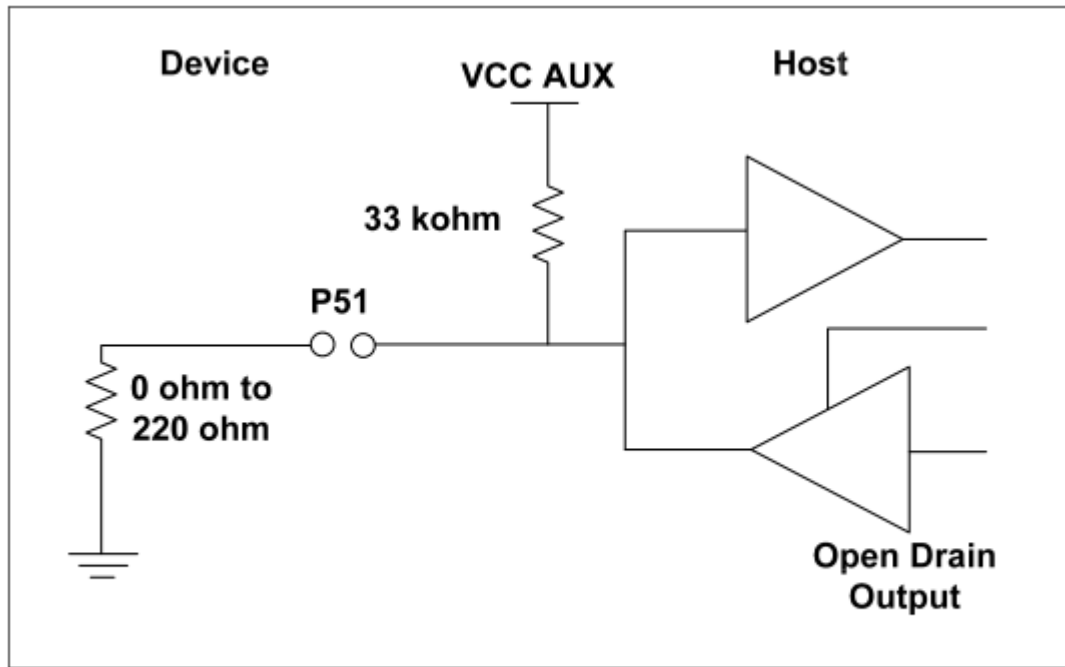 Device
VCC AUX
Host
33 kohm
P51
0 ohm to
220 ohm
Open Drain
Output